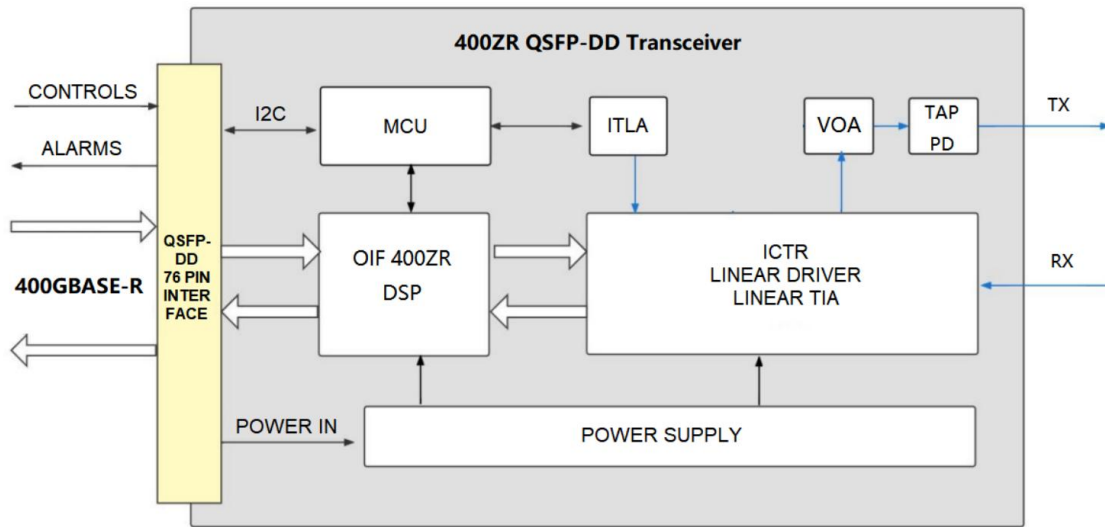 400ZR QSFP-DD Transceiver
CONTROLS
ALARMS
400GBASE-R
QSFP-
DD
76 PIN
INTER
FACE
I2C
MCU
ITLA
VOA
TAP
PD
TX
OIF 400ZR
DSP
ICTR
LINEAR DRIVER
LINEAR TIA
RX
POWER IN
POWER SUPPLY